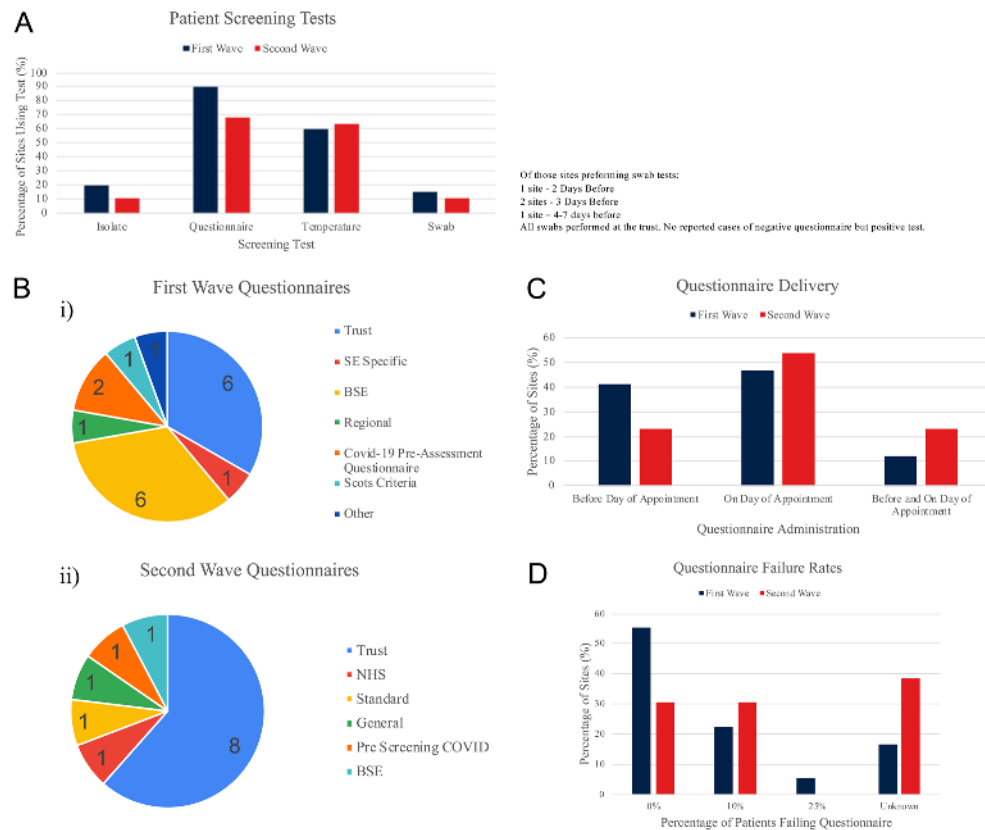 A
Patient Screening Tests
First Wave
Second Wave
Percentage of Sites Using Test (%)
100
90
80
70
60
50
40
30
20
10
0
Isolate
Questionnaire
Temperature
Swab
Screening Test
Of those sites preforming swab tests:
1 site - 2 Days Before
2 sites - 3 Days Before
1 site – 4-7 days before
All swabs performed at the trust. No reported cases of negative questionnaire but positive test.
B
First Wave Questionnaires
i)
6
1
6
1
2
1
1
Trust
SE Specific
BSE
Regional
Covid-19 Pre-Assessment
Questionnaire
Scots Criteria
Other
C
Questionnaire Delivery
First Wave
Second Wave
Percentage of Sites (%)
60
50
40
30
20
10
0
Before Day of Appointment
On Day of Appointment
Before and On Day of
Appointment
Questionnaire Administration
ii)
Second Wave Questionnaires
8
1
1
1
1
1
Trust
NHS
Standard
General
Pre Screening COVID
BSE
D
Questionnaire Failure Rates
First Wave
Second Wave
Percentage of Sites (%)
60
50
40
30
20
10
0
0%
10%
25%
Unknown
Percentage of Patients Failing Questionnaire